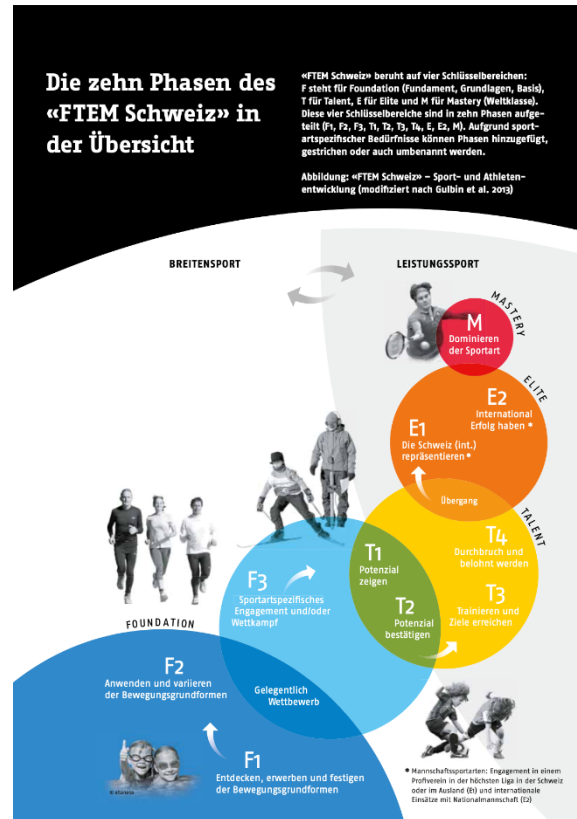 Die zehn Phasen des
«FTEM Schweiz» in
der Übersicht
«FTEM Schweiz» beruht auf vier Schlüsselbereichen:
F steht für Foundation (Fundament, Grundlagen, Basis),
T für Talent, E für Elite und M für Mastery (Weltklasse).
Diese vier Schlüsselbereiche sind in zehn Phasen aufge-
teilt (F1, F2, F3, T1, T2, T3, T4, E, E2, M). Aufgrund sport-
artspezifischer Bedürfnisse können Phasen hinzugefügt,
gestrichen oder auch umbenannt werden.
Abbildung: «FTEM Schweiz» – Sport- und Athleten-
entwicklung (modifiziert nach Gulbin et al. 2013)
BREITENSPORT
LEISTUNGSSPORT
MASTERY
M
Dominieren
der Sportart
ELITE
E2
International
Erfolg haben *
E1
Die Schweiz (int.)
repräsentieren *
Übergang
TALENT
T4
Durchbruch und
belohnt werden
T1
Potenzial
zeigen
T3
Trainieren und
Ziele erreichen
T2
Potenzial
bestätigen
F3
Sportartspezifisches
Engagement und/oder
Wettkampf
FOUNDATION
F2
Anwenden und variieren
der Bewegungsgrundformen
Gelegentlich
Wettbewerb
F1
Entdecken, erwerben und festigen
der Bewegungsgrundformen
* Mannschaftssportarten: Engagement in einem
Profiverein in der höchsten Liga in der Schweiz
oder im Ausland (E1) und internationale
Einsätze mit Nationalmannschaft (E2)